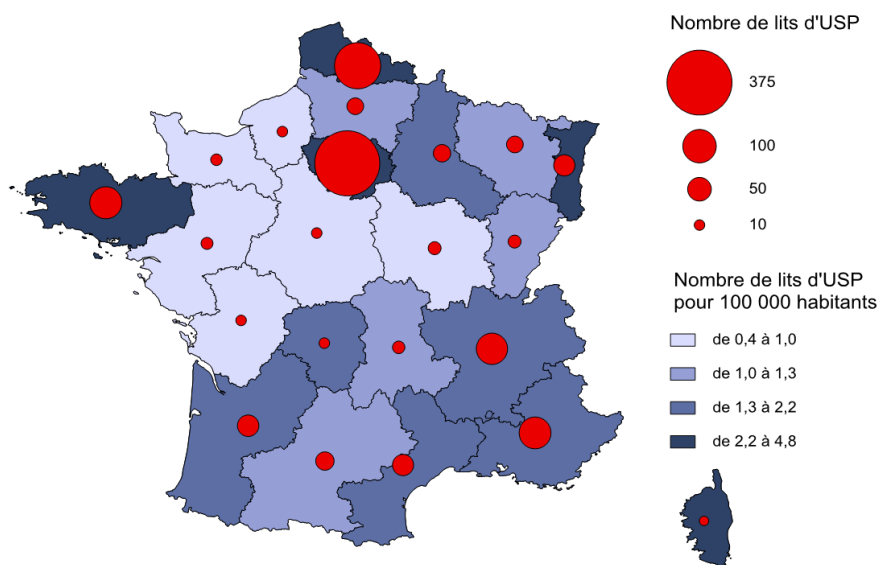 Nombre de lits d'USP
375
100
50
10
Nombre de lits d'USP
pour 100 000 habitants
de 0,4 à 1,0
de 1,0 à 1,3
de 1,3 à 2,2
de 2,2 à 4,8